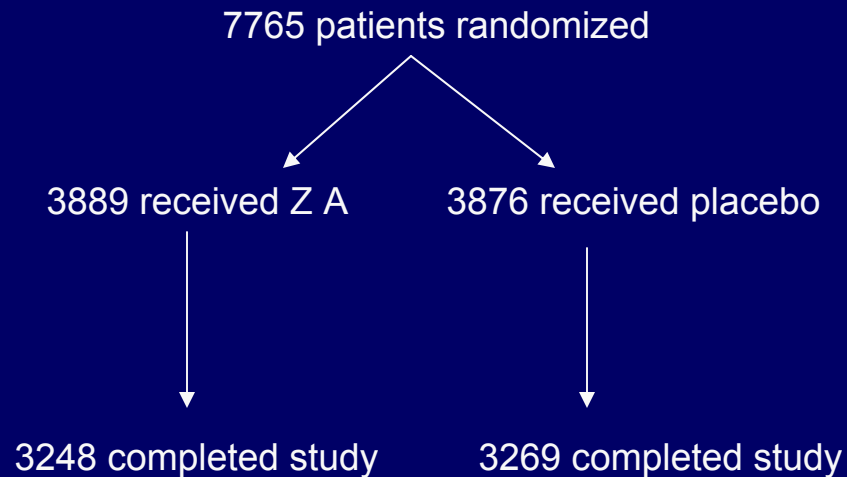 7765 patients randomized
3889 received Z A
3876 received placebo
3248 completed study
3269 completed study